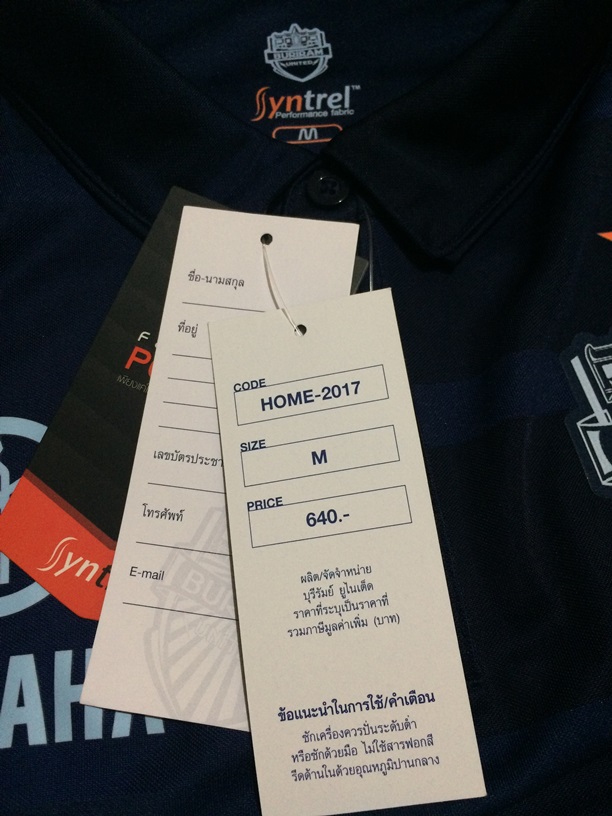 BURIRAM
UNITED
Syntrel™
Performance fabric
M
ชื่อ-นามสกุล
ที่อยู่
เลขบัตรประชา
โทรศัพท์
E-mail
CODE
HOME-2017
SIZE
M
PRICE
640.-
ผลิต/จัดจำหน่าย
บุรีรัมย์ ยูไนเต็ด
ราคาที่ระบุเป็นราคาที่
รวมภาษีมูลค่าเพิ่ม (บาท)
ข้อแนะนำในการใช้/คำเตือน
ซักเครื่องควรปั่นระดับต่ำ
หรือซักด้วยมือ ไม่ใช้สารฟอกสี
รีดด้านในด้วยอุณหภูมิปานกลาง
Synt
AHA